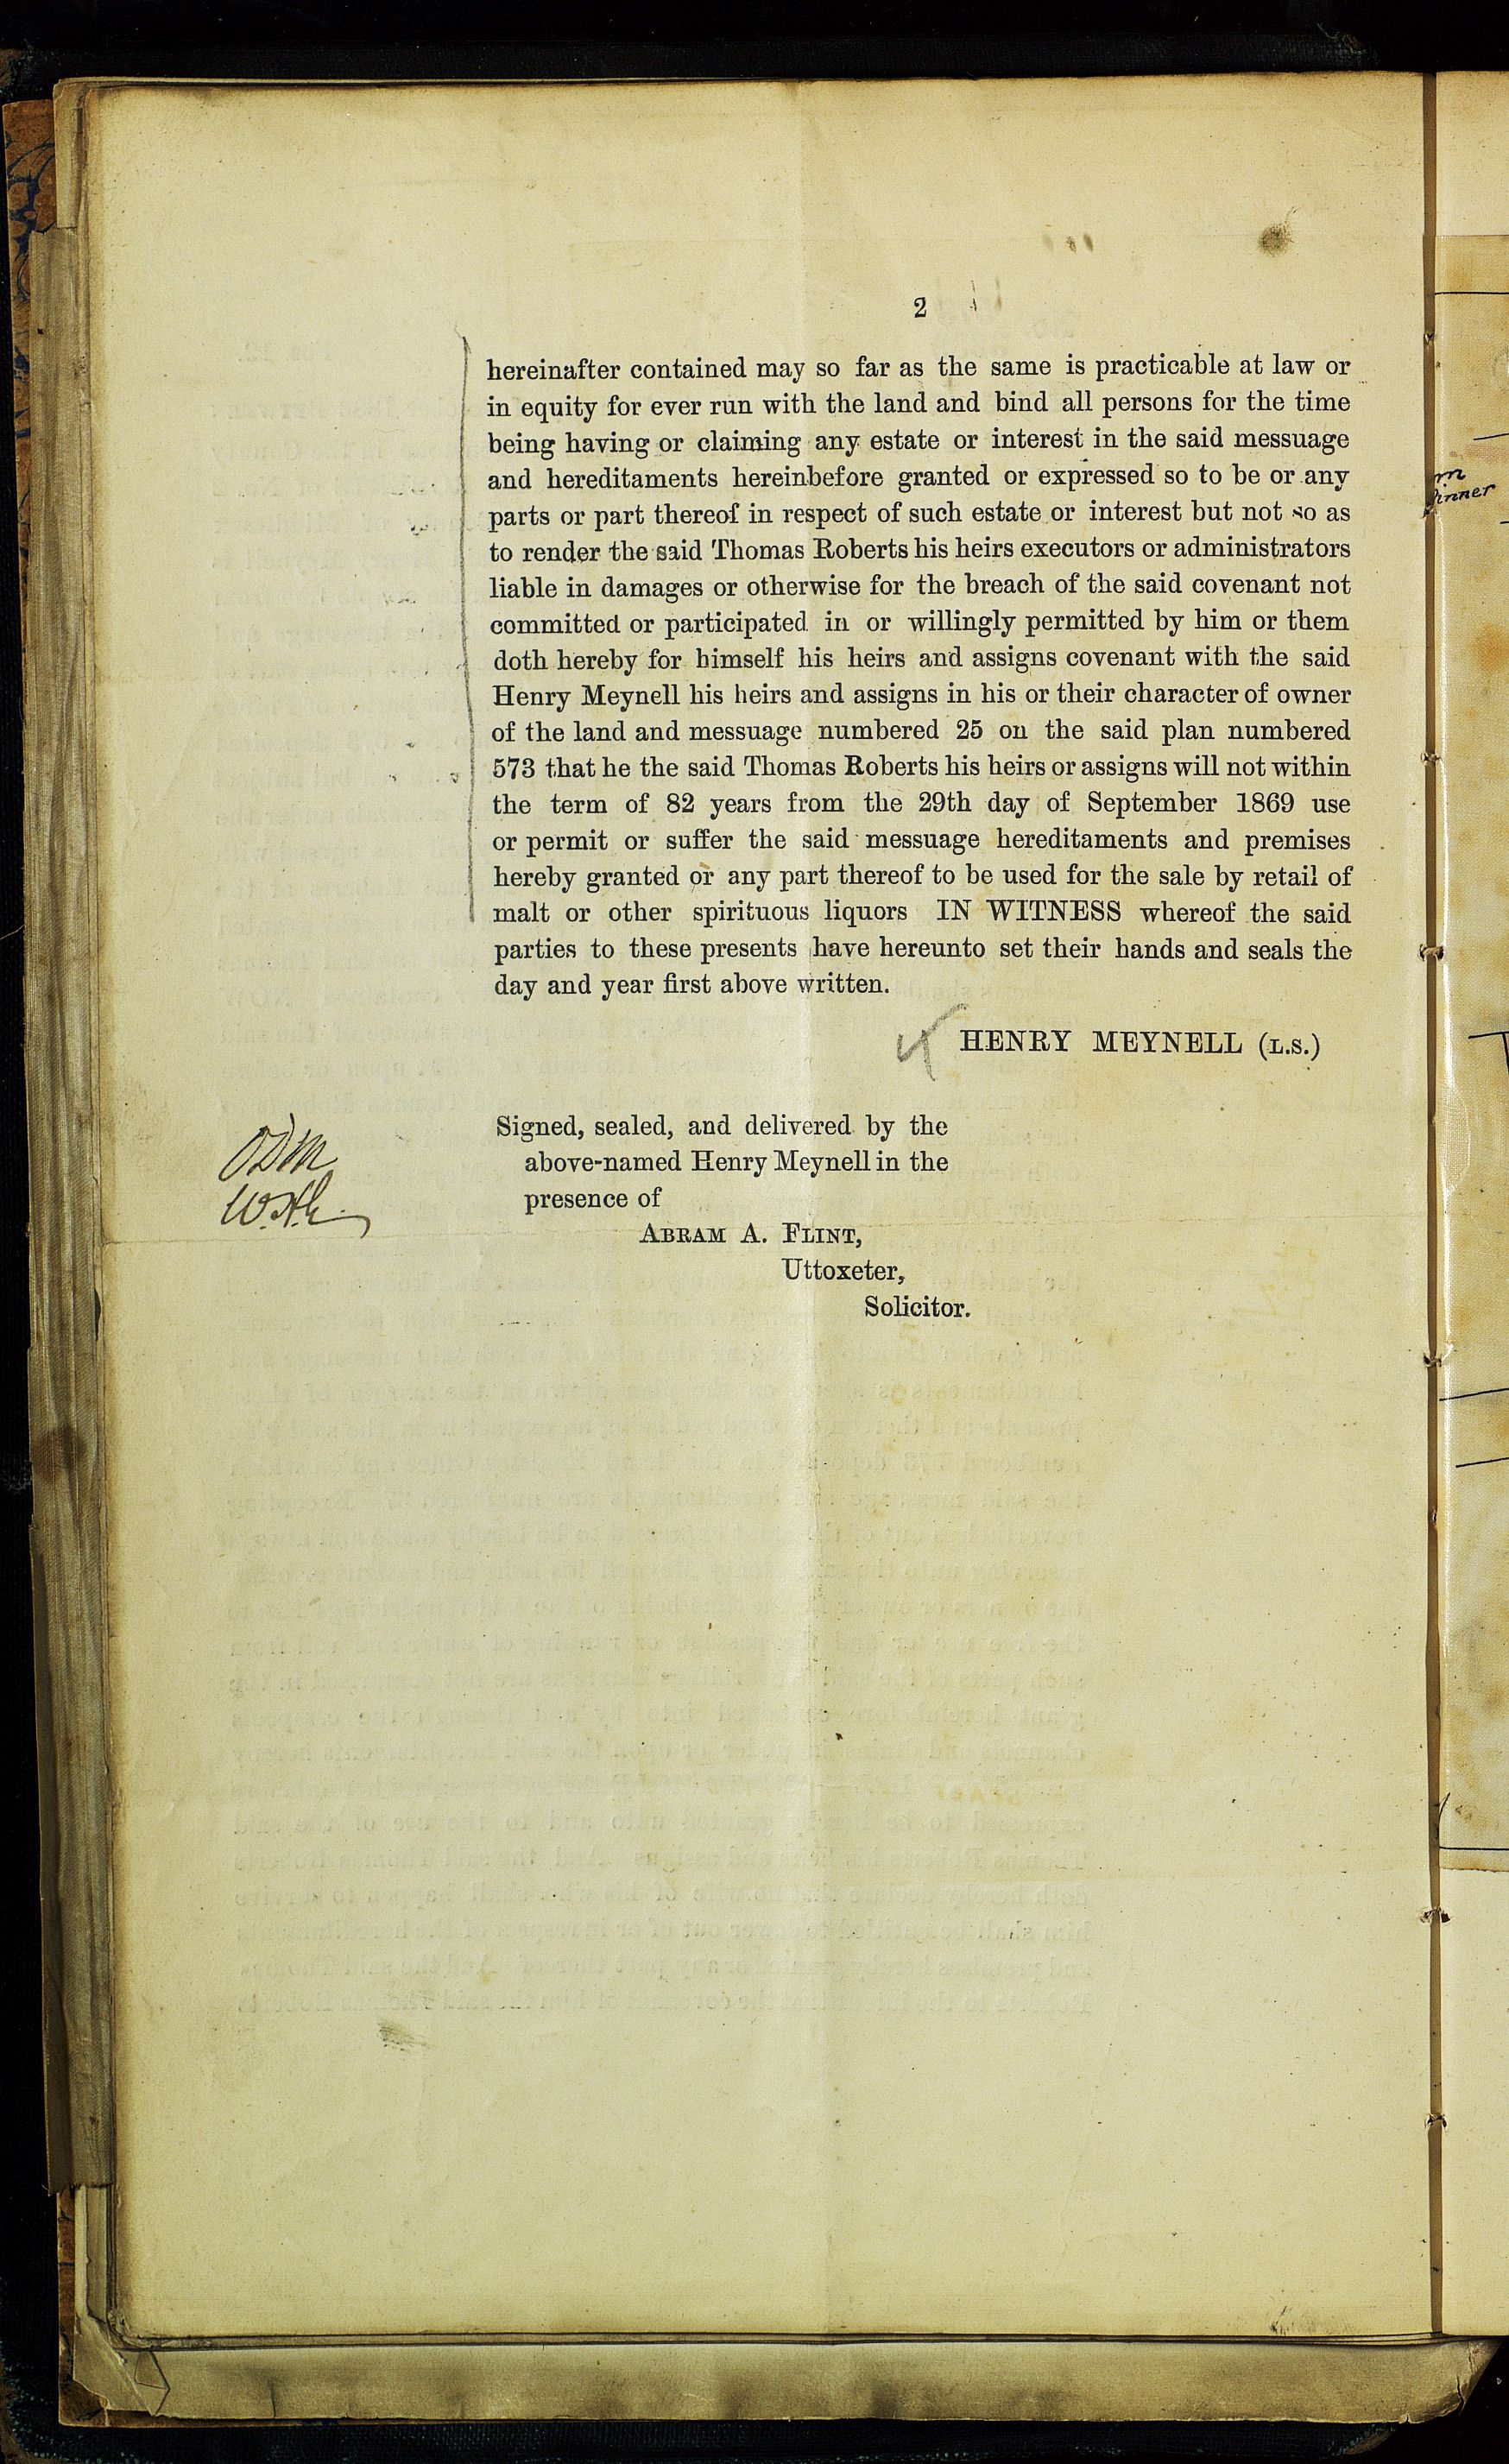 2
hereinafter contained may so far as the same is practicable at law or
in equity for ever run with the land and bind all persons for the time
being having or claiming any estate or interest in the said messuage
and hereditaments hereinbefore granted or expressed so to be or any
parts or part thereof in respect of such estate or interest but not so as
to render the said Thomas Roberts his heirs executors or administrators
liable in damages or otherwise for the breach of the said covenant not
committed or participated in or willingly permitted by him or them
doth hereby for himself his heirs and assigns covenant with the said
Henry Meynell his heirs and assigns in his or their character of owner
of the land and messuage numbered 25 on the said plan numbered
573 that he the said Thomas Roberts his heirs or assigns will not within
the term of 82 years from the 29th day of September 1869 use
or permit or suffer the said messuage hereditaments and premises
hereby granted or any part thereof to be used for the sale by retail of
malt or other spirituous liquors IN WITNESS whereof the said
parties to these presents have hereunto set their hands and seals the
day and year first above written.
HENRY MEYNELL (L.S.)
Signed, sealed, and delivered by the
above-named Henry Meynell in the
presence of
ABRAM A. FLINT,
Uttoxeter,
Solicitor.